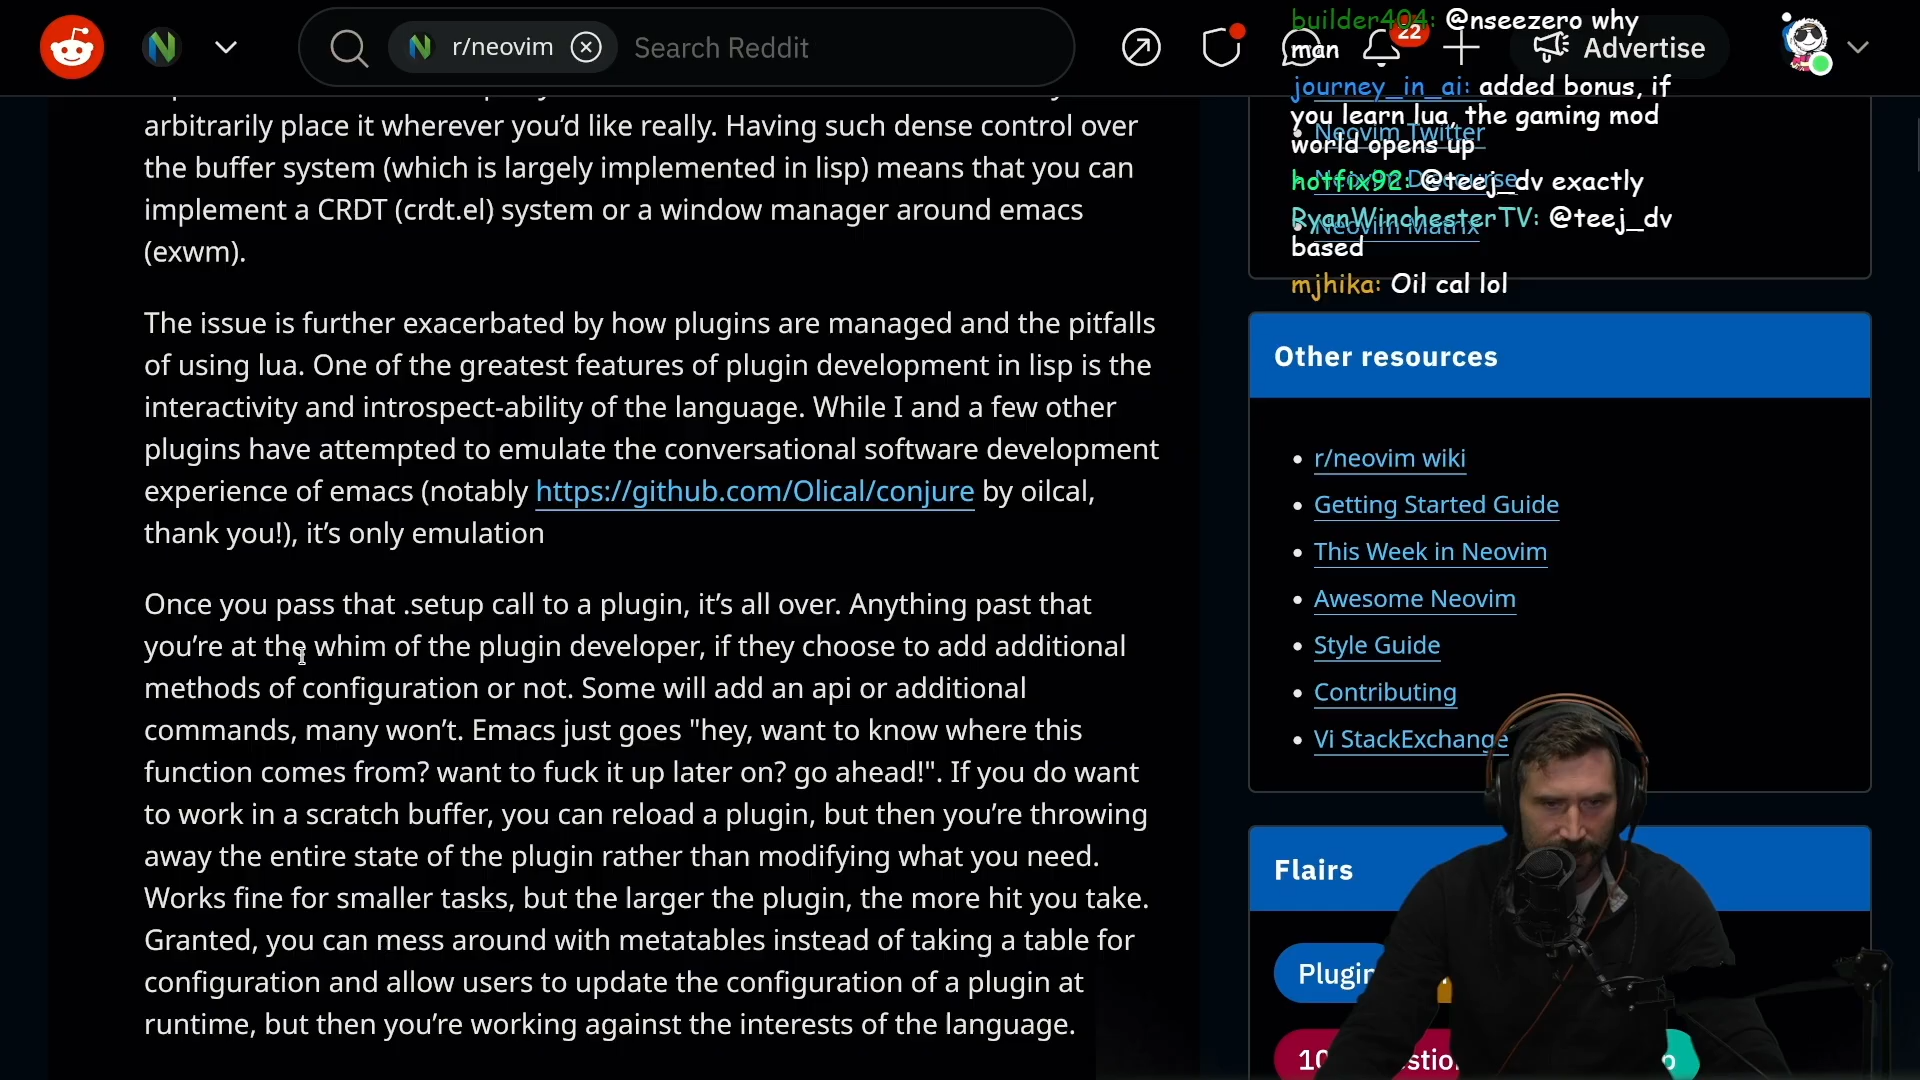 r/neovim
Search Reddit
22
Advertise
builder404: @nseezero why
man
journey_in_ai: added bonus, if
you learn lua, the gaming mod
world opens up
hotfix92: @teej_dv exactly
RyanWinchesterTV: @teej_dv
based
mjhika: Oil cal lol
Neovim Twitter
Neovim Discourse
Neovim Matrix
arbitrarily place it wherever you’d like really. Having such dense control over
the buffer system (which is largely implemented in lisp) means that you can
implement a CRDT (crdt.el) system or a window manager around emacs
(exwm).
The issue is further exacerbated by how plugins are managed and the pitfalls
of using lua. One of the greatest features of plugin development in lisp is the
interactivity and introspect-ability of the language. While I and a few other
plugins have attempted to emulate the conversational software development
experience of emacs (notably https://github.com/Olical/conjure by oilcal,
thank you!), it’s only emulation
Once you pass that .setup call to a plugin, it’s all over. Anything past that
you’re at the whim of the plugin developer, if they choose to add additional
methods of configuration or not. Some will add an api or additional
commands, many won’t. Emacs just goes "hey, want to know where this
function comes from? want to fuck it up later on? go ahead!". If you do want
to work in a scratch buffer, you can reload a plugin, but then you’re throwing
away the entire state of the plugin rather than modifying what you need.
Works fine for smaller tasks, but the larger the plugin, the more hit you take.
Granted, you can mess around with metatables instead of taking a table for
configuration and allow users to update the configuration of a plugin at
runtime, but then you’re working against the interests of the language.
Other resources
r/neovim wiki
Getting Started Guide
This Week in Neovim
Awesome Neovim
Style Guide
Contributing
Vi StackExchange
Flairs
Plugin